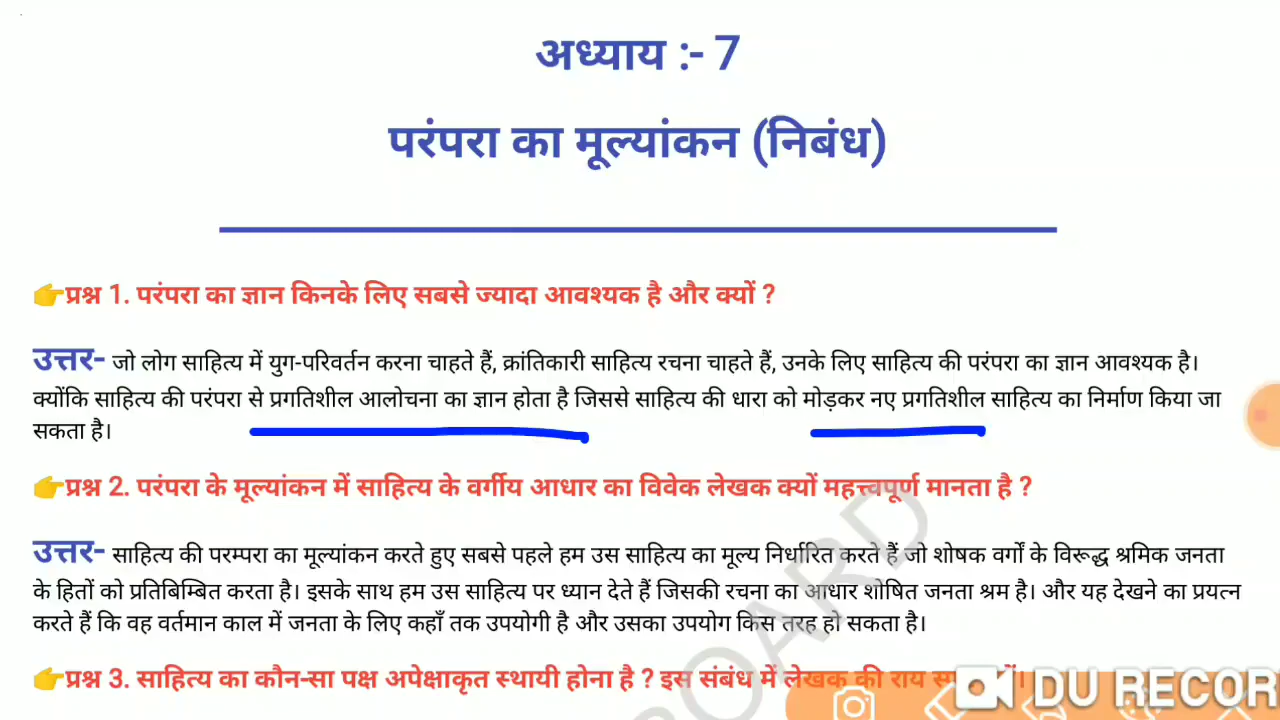 अध्याय :- 7
परंपरा का मूल्यांकन (निबंध)
👉प्रश्न 1. परंपरा का ज्ञान किनके लिए सबसे ज्यादा आवश्यक है और क्यों ?
उत्तर- जो लोग साहित्य में युग-परिवर्तन करना चाहते हैं, क्रांतिकारी साहित्य रचना चाहते हैं, उनके लिए साहित्य की परंपरा का ज्ञान आवश्यक है।
क्योंकि साहित्य की परंपरा से प्रगतिशील आलोचना का ज्ञान होता है जिससे साहित्य की धारा को मोड़कर नए प्रगतिशील साहित्य का निर्माण किया जा
सकता है।
👉प्रश्न 2. परंपरा के मूल्यांकन में साहित्य के वर्गीय आधार का विवेक लेखक क्यों महत्त्वपूर्ण मानता है ?
उत्तर- साहित्य की परम्परा का मूल्यांकन करते हुए सबसे पहले हम उस साहित्य का मूल्य निर्धारित करते हैं जो शोषक वर्गों के विरूद्ध श्रमिक जनता
के हितों को प्रतिबिम्बित करता है। इसके साथ हम उस साहित्य पर ध्यान देते हैं जिसकी रचना का आधार शोषित जनता श्रम है। और यह देखने का प्रयत्न
करते हैं कि वह वर्तमान काल में जनता के लिए कहाँ तक उपयोगी है और उसका उपयोग किस तरह हो सकता है।
👉प्रश्न 3. साहित्य का कौन-सा पक्ष अपेक्षाकृत स्थायी होना है ? इस संबंध में लेखक की राय
DU RECOR
BOARD